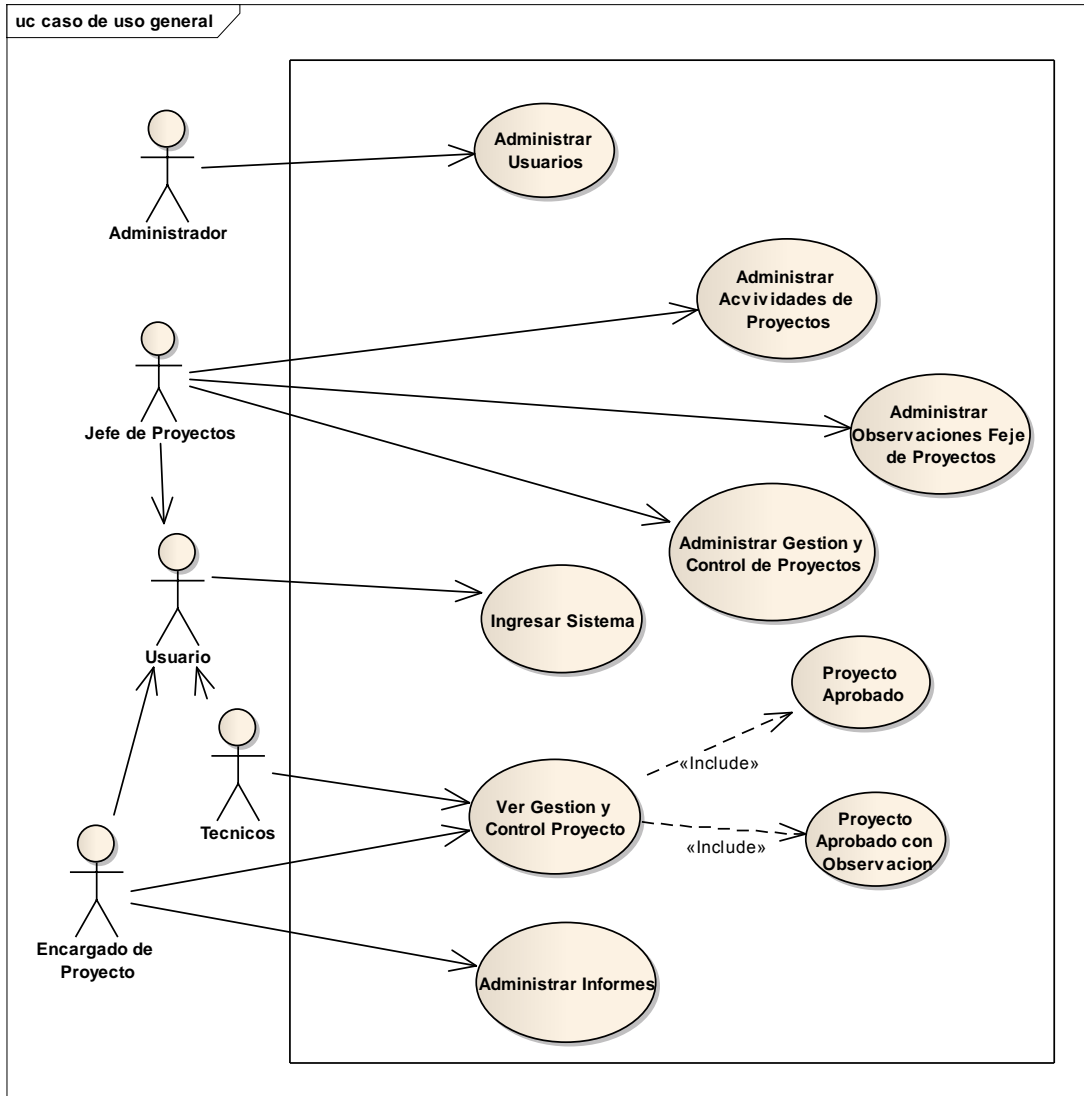 uc caso de uso general
Administrar
Usuarios
Administrador
Administrar
Acvividades de
Proyectos
Jefe de Proyectos
Administrar
Observaciones Feje
de Proyectos
Administrar Gestion y
Control de Proyectos
Ingresar Sistema
Usuario
Proyecto
Aprobado
«Include»
Tecnicos
Ver Gestion y
Control Proyecto
«Include»
Proyecto
Aprobado con
Observacion
Encargado de
Proyecto
Administrar Informes